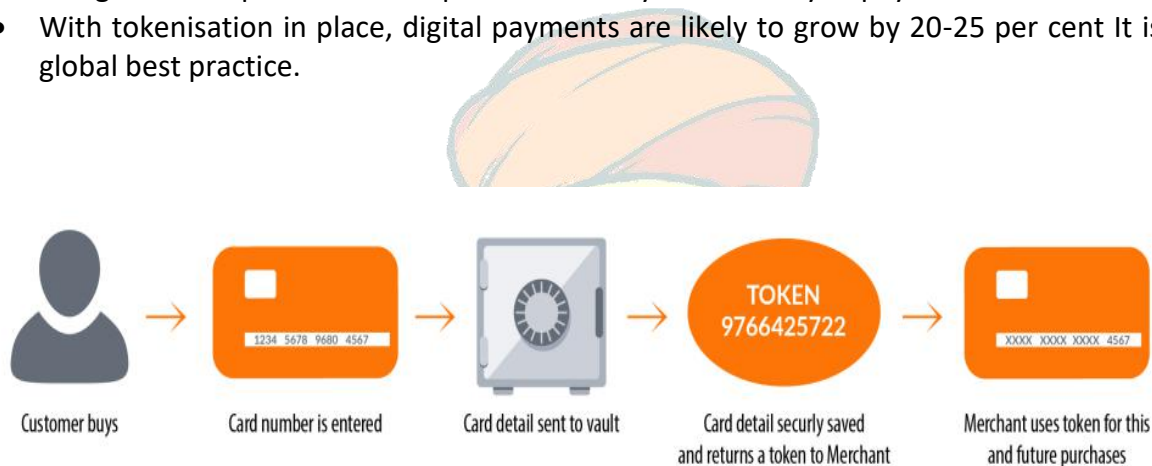 • With tokenisation in place, digital payments are likely to grow by 20-25 per cent It is
global best practice.
1234 5678 9680 4567
TOKEN
9766425722
XXXX XXXX XXXX 4567
Customer buys
Card number is entered
Card detail sent to vault
Card detail securly saved
and returns a token to Merchant
Merchant uses token for this
and future purchases